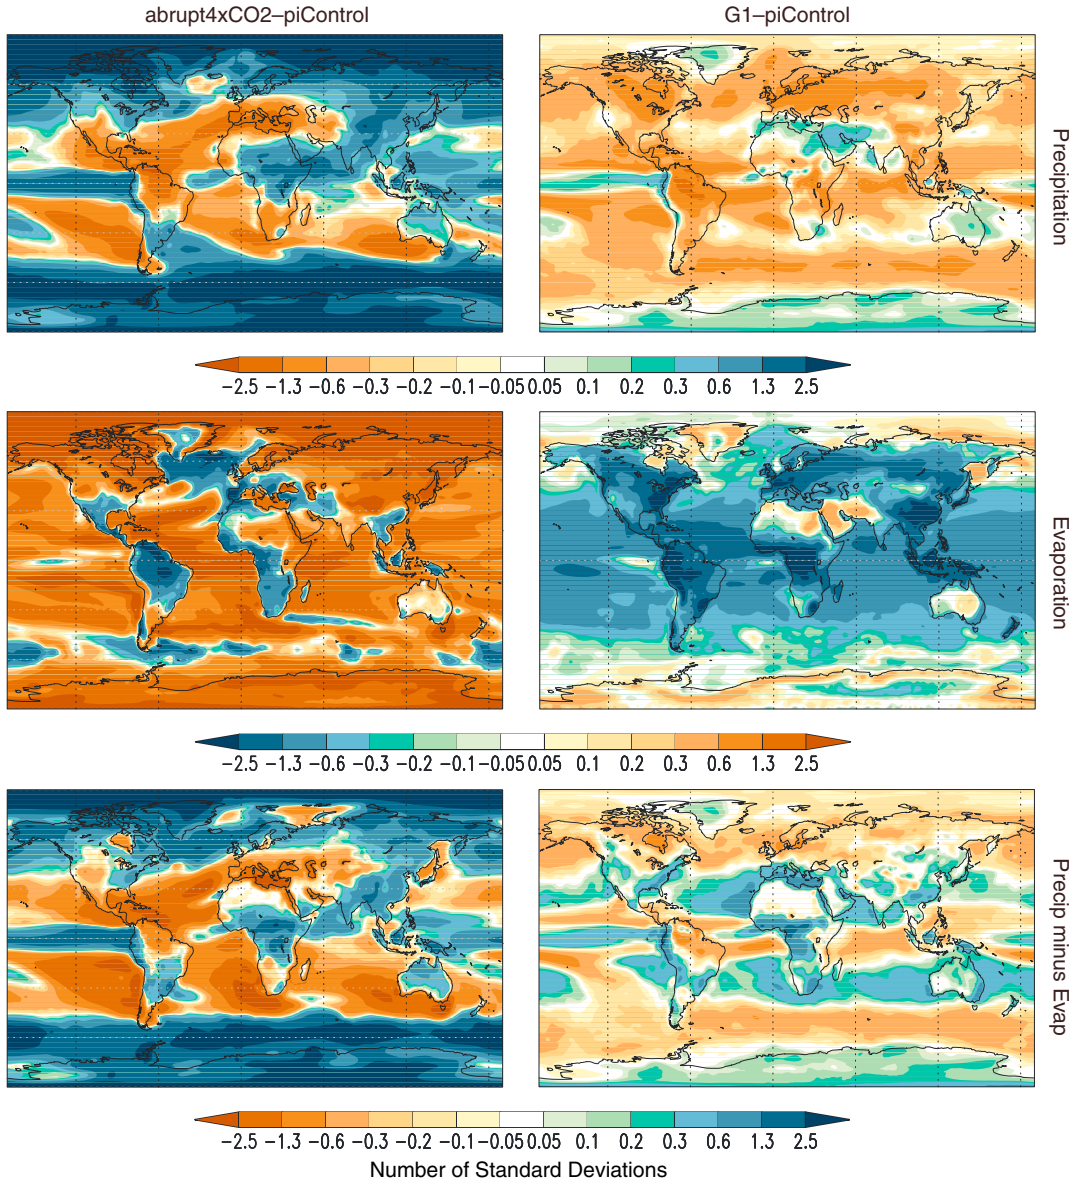 abrupt4xCO2–piControl
G1–piControl
Precipitation
−2.5 −1.3 −0.6 −0.3 −0.2 −0.1 −0.05 0.05 0.1 0.2 0.3 0.6 1.3 2.5
Evaporation
−2.5 −1.3 −0.6 −0.3 −0.2 −0.1 −0.05 0.05 0.1 0.2 0.3 0.6 1.3 2.5
Precip minus Evap
−2.5 −1.3 −0.6 −0.3 −0.2 −0.1 −0.05 0.05 0.1 0.2 0.3 0.6 1.3 2.5
Number of Standard Deviations